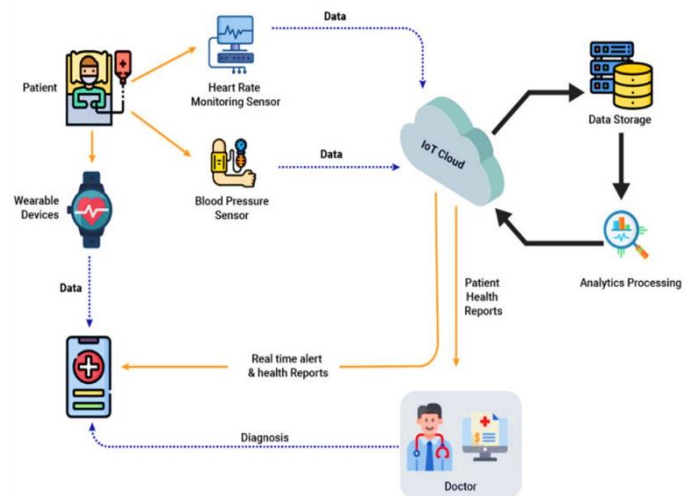 Data
Patient
Heart Rate
Monitoring Sensor
IoT Cloud
Data Storage
Data
Wearable
Devices
Blood Pressure
Sensor
Data
Patient
Health
Reports
Analytics Processing
Real time alert
& health Reports
Diagnosis
Doctor